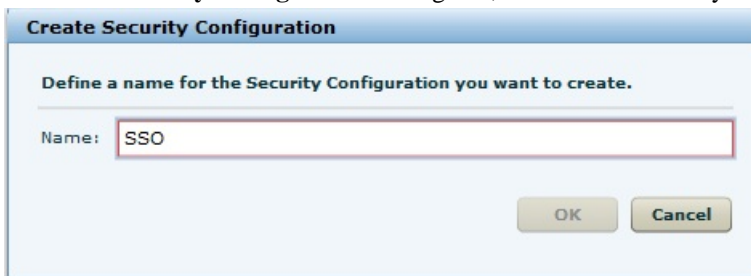 Create Security Configuration
Define a name for the Security Configuration you want to create.
Name: SSO
OK Cancel